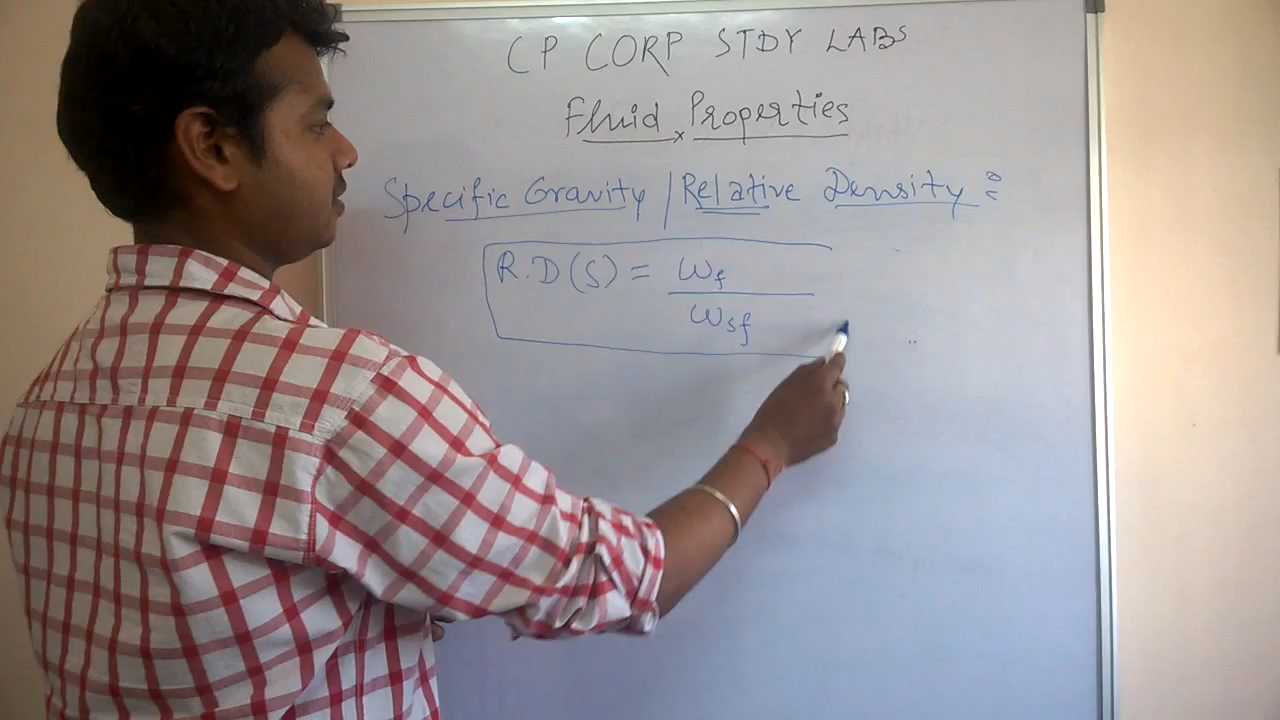 CP CORP STDY LABS
Fluid Properties
Specific Gravity / Relative Density :
R.D (S) = ωf
ωsf